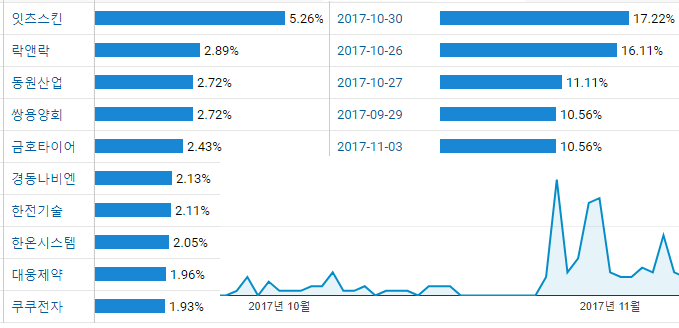 잇츠스킨 5.26% 2017-10-30 17.22%
락앤락 2.89% 2017-10-26 16.11%
동원산업 2.72% 2017-10-27 11.11%
쌍용양회 2.72% 2017-09-29 10.56%
금호타이어 2.43% 2017-11-03 10.56%
경동나비엔 2.13%
한전기술 2.11%
한온시스템 2.05%
대웅제약 1.96%
쿠쿠전자 1.93%
2017년 10월 2017년 11월